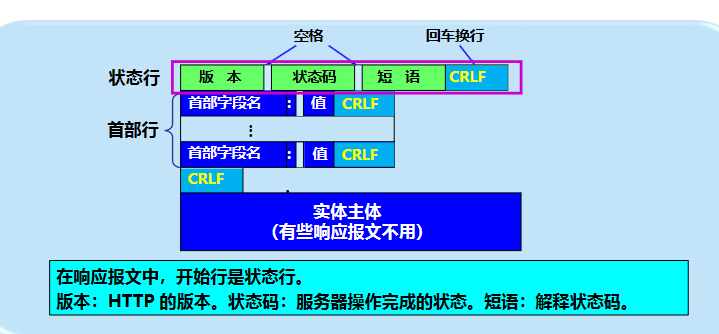 空格 回车换行
状态行 版 本 状态码 短 语 CRLF
首部字段名 : 值 CRLF
首部行 ⋮
首部字段名 : 值 CRLF
CRLF
实体主体
（有些响应报文不用）
在响应报文中，开始行是状态行。
版本：HTTP 的版本。状态码：服务器操作完成的状态。短语：解释状态码。